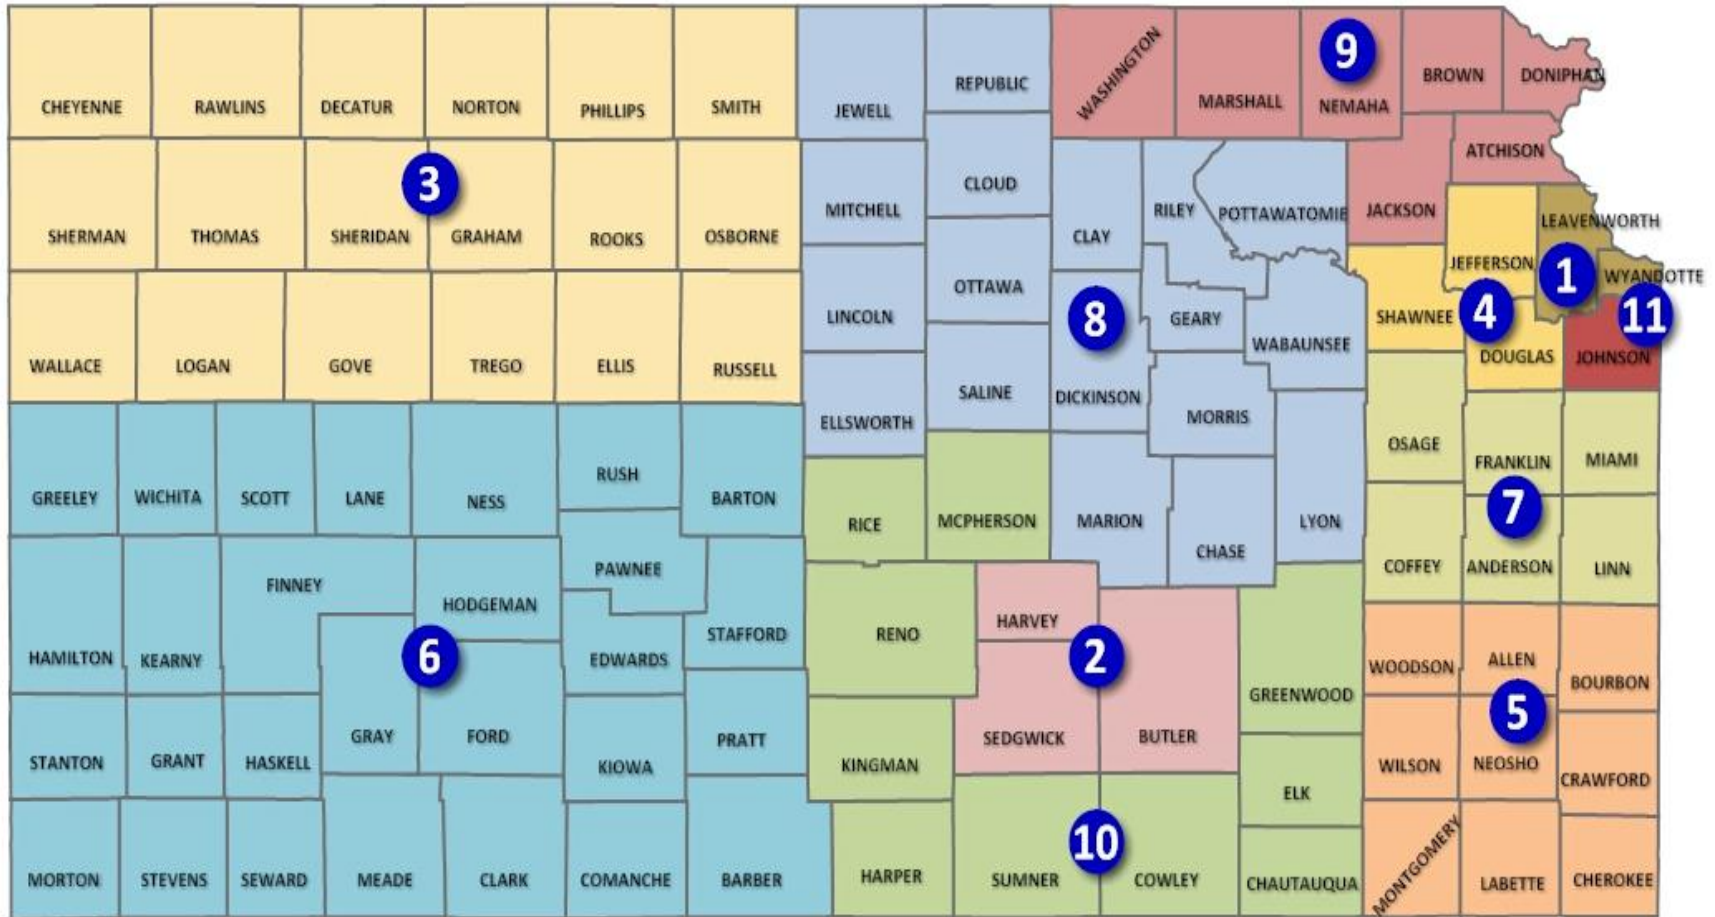 9
WASHINGTON
BROWN
DONIPHAN
REPUBLIC
CHEYENNE
RAWLINS
DECATUR
NORTON
PHILLIPS
SMITH
JEWELL
MARSHALL
NEMAHA
ATCHISON
3
CLOUD
MITCHELL
RILEY
POTTAWATOMIE
JACKSON
LEAVENWORTH
SHERMAN
THOMAS
SHERIDAN
GRAHAM
ROOKS
OSBORNE
CLAY
JEFFERSON
1
WYANDOTTE
OTTAWA
LINCOLN
8
GEARY
SHAWNEE
4
11
WALLACE
LOGAN
GOVE
TREGO
ELLIS
RUSSELL
WABAUNSEE
DOUGLAS
JOHNSON
SALINE
DICKINSON
ELLSWORTH
MORRIS
OSAGE
FRANKLIN
MIAMI
RUSH
GREELEY
WICHITA
SCOTT
LANE
NESS
BARTON
RICE
MCPHERSON
MARION
LYON
7
CHASE
COFFEY
ANDERSON
LINN
FINNEY
PAWNEE
HODGEMAN
HARVEY
HAMILTON
KEARNY
6
EDWARDS
STAFFORD
RENO
2
WOODSON
ALLEN
BOURBON
GREENWOOD
5
STANTON
GRANT
HASKELL
GRAY
FORD
KIOWA
PRATT
KINGMAN
SEDGWICK
BUTLER
WILSON
NEOSHO
CRAWFORD
ELK
10
MORTON
STEVENS
SEWARD
MEADE
CLARK
COMANCHE
BARBER
HARPER
SUMNER
COWLEY
CHAUTAUQUA
MONTGOMERY
LABETTE
CHEROKEE